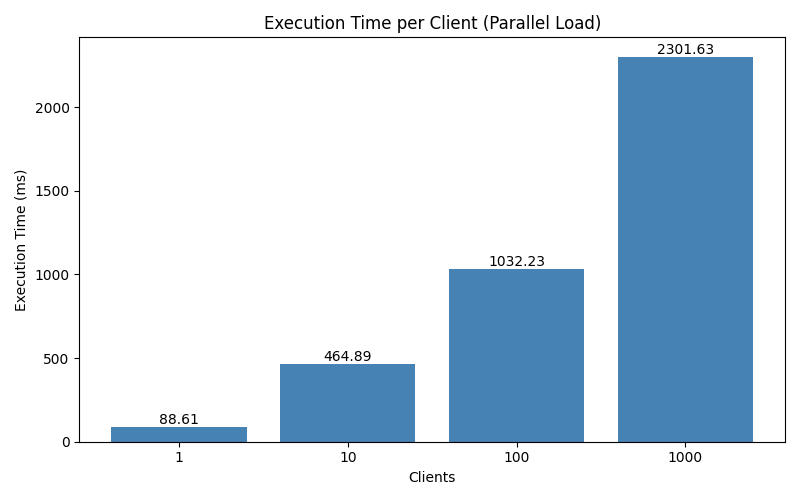 Execution Time per Client (Parallel Load)
Execution Time (ms)
2000
1500
1000
500
0
88.61
464.89
1032.23
2301.63
1 10 100 1000
Clients